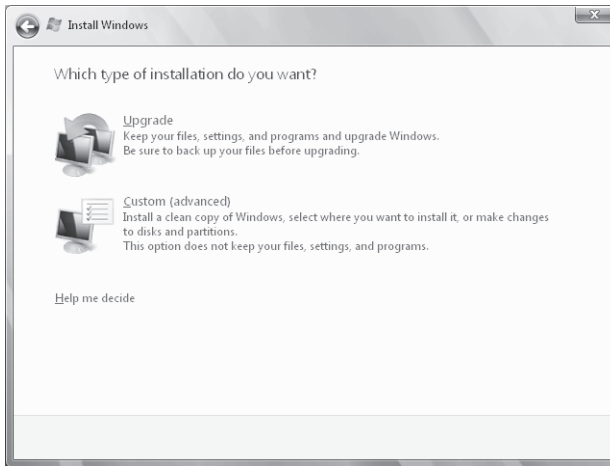 Install Windows
Which type of installation do you want?
Upgrade
Keep your files, settings, and programs and upgrade Windows.
Be sure to back up your files before upgrading.
Custom (advanced)
Install a clean copy of Windows, select where you want to install it, or make changes
to disks and partitions.
This option does not keep your files, settings, and programs.
Help me decide